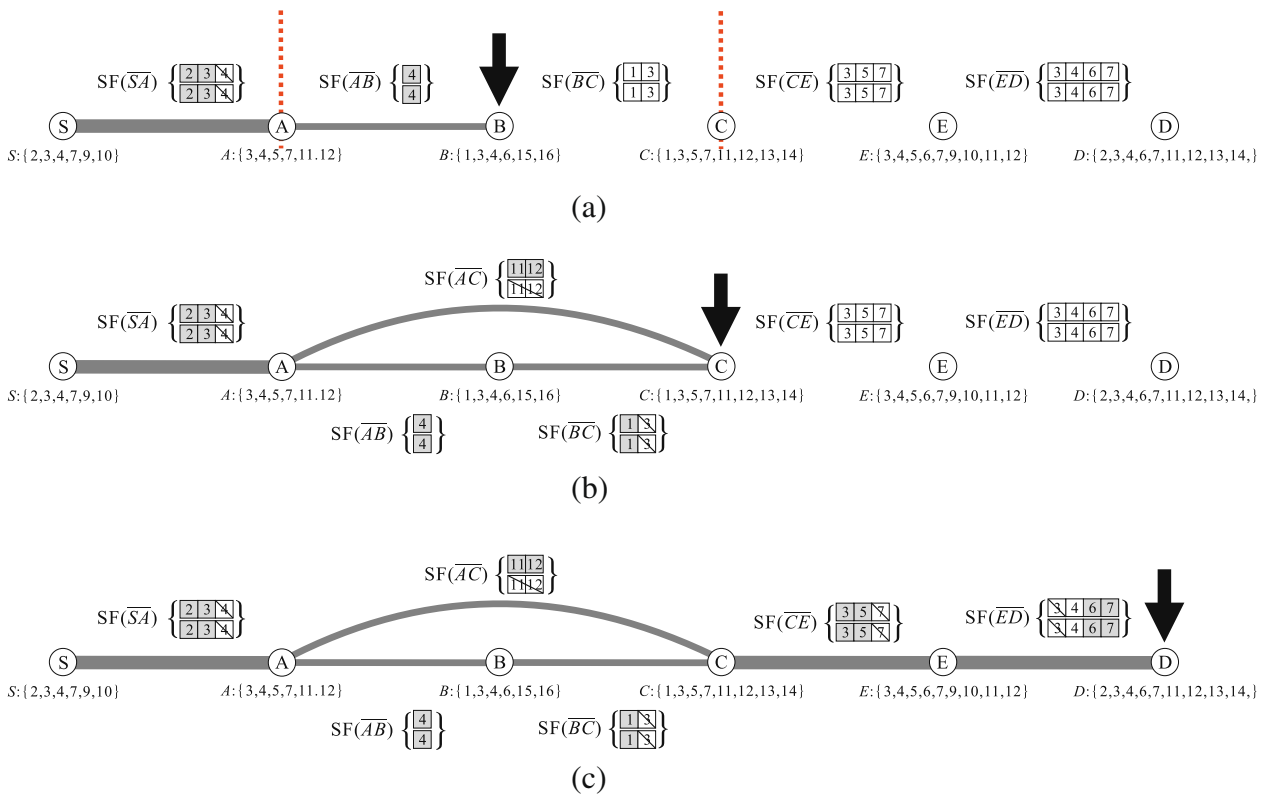 SF(SA) { 2 3 4 } SF(AB) { 4 } SF(BC) { 1 3 } SF(CE) { 3 5 7 } SF(ED) { 3 4 6 7 }
2 3 4 4 1 3 3 5 7 3 4 6 7
S A B C E D
S:{2,3,4,7,9,10} A:{3,4,5,7,11.12} B:{1,3,4,6,15,16} C:{1,3,5,7,11,12,13,14} E:{3,4,5,6,7,9,10,11,12} D:{2,3,4,6,7,11,12,13,14,}
(a)
SF(AC) { 11 12 }
11 12
SF(SA) { 2 3 4 } SF(CE) { 3 5 7 } SF(ED) { 3 4 6 7 }
2 3 4 3 5 7 3 4 6 7
S A B C E D
S:{2,3,4,7,9,10} A:{3,4,5,7,11.12} B:{1,3,4,6,15,16} C:{1,3,5,7,11,12,13,14} E:{3,4,5,6,7,9,10,11,12} D:{2,3,4,6,7,11,12,13,14,}
SF(AB) { 4 } SF(BC) { 1 3 }
4 1 3
(b)
SF(AC) { 11 12 }
11 12
SF(SA) { 2 3 4 } SF(CE) { 3 5 7 } SF(ED) { 3 4 6 7 }
2 3 4 3 5 7 3 4 6 7
S A B C E D
S:{2,3,4,7,9,10} A:{3,4,5,7,11.12} B:{1,3,4,6,15,16} C:{1,3,5,7,11,12,13,14} E:{3,4,5,6,7,9,10,11,12} D:{2,3,4,6,7,11,12,13,14,}
SF(AB) { 4 } SF(BC) { 1 3 }
4 1 3
(c)